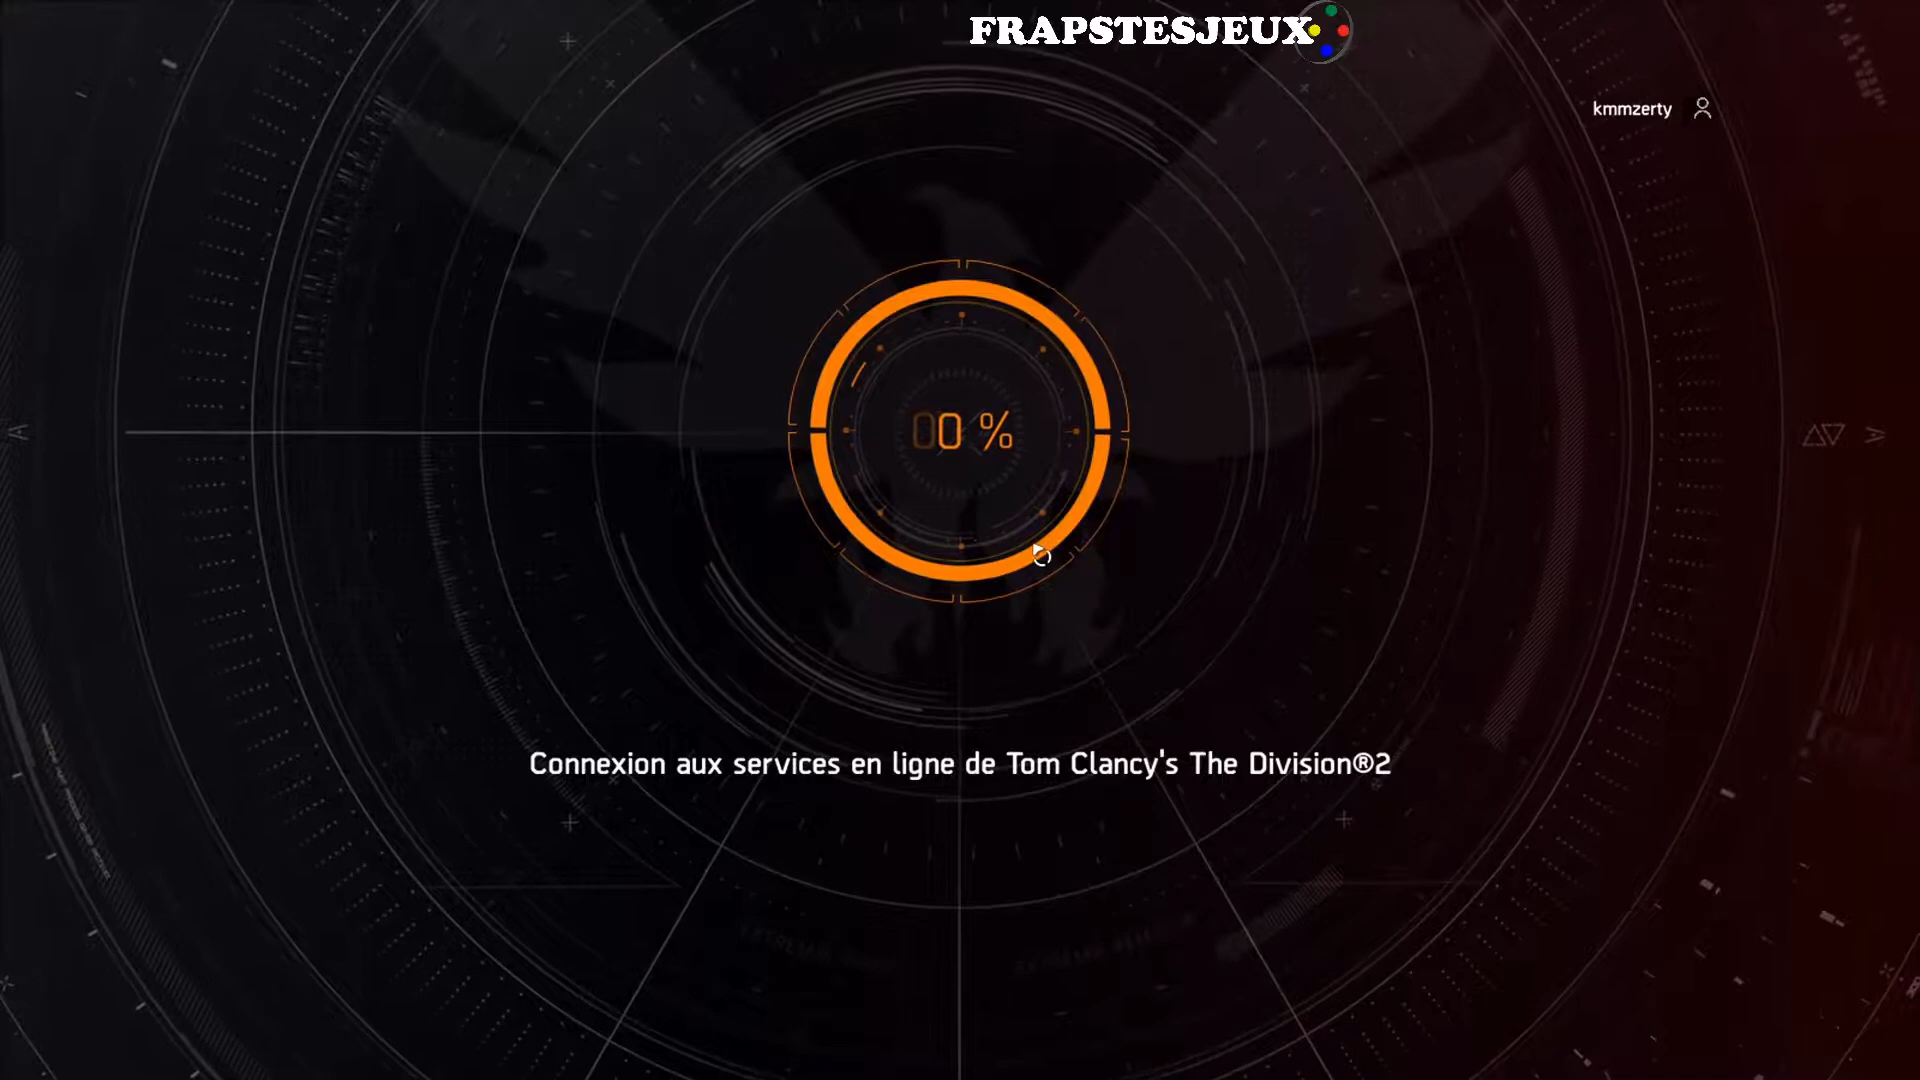 FRAPSTESJEUX
kmmzerty
00 %
Connexion aux services en ligne de Tom Clancy's The Division®2